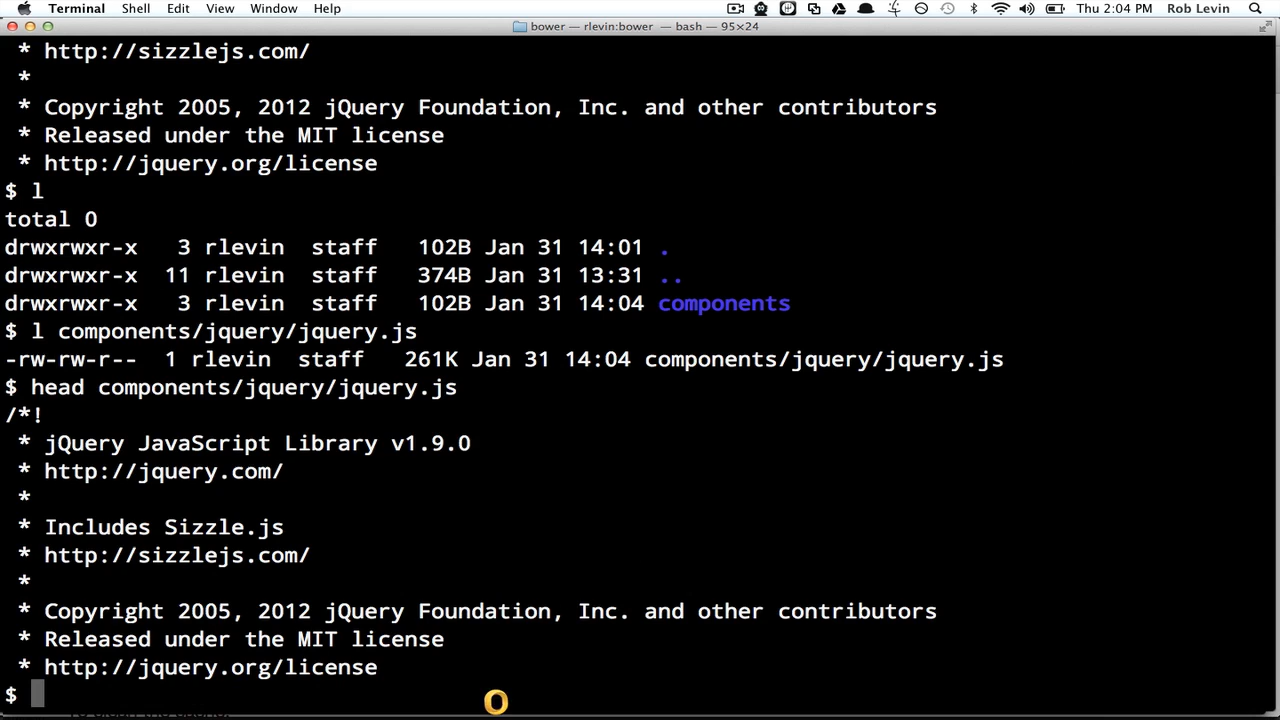 Terminal Shell Edit View Window Help Thu 2:04 PM Rob Levin
bower — rlevin:bower — bash — 95×24
* http://sizzlejs.com/
*
* Copyright 2005, 2012 jQuery Foundation, Inc. and other contributors
* Released under the MIT license
* http://jquery.org/license
$ l
total 0
drwxrwxr-x 3 rlevin staff 102B Jan 31 14:01 .
drwxrwxr-x 11 rlevin staff 374B Jan 31 13:31 ..
drwxrwxr-x 3 rlevin staff 102B Jan 31 14:04 components
$ l components/jquery/jquery.js
-rw-rw-r-- 1 rlevin staff 261K Jan 31 14:04 components/jquery/jquery.js
$ head components/jquery/jquery.js
/*!
* jQuery JavaScript Library v1.9.0
* http://jquery.com/
*
* Includes Sizzle.js
* http://sizzlejs.com/
*
* Copyright 2005, 2012 jQuery Foundation, Inc. and other contributors
* Released under the MIT license
* http://jquery.org/license
$